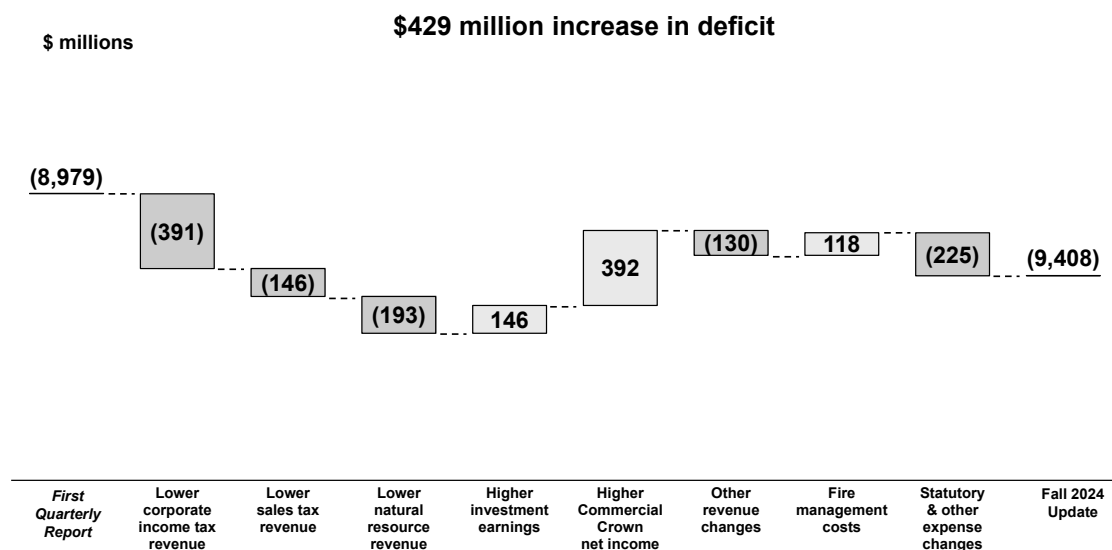 $429 million increase in deficit
$ millions
(8,979)
(391)
(146)
(193)
146
392
(130)
118
(225)
(9,408)
First
Quarterly
Report
Lower
corporate
income tax
revenue
Lower
sales tax
revenue
Lower
natural
resource
revenue
Higher
investment
earnings
Higher
Commercial
Crown
net income
Other
revenue
changes
Fire
management
costs
Statutory
& other
expense
changes
Fall 2024
Update